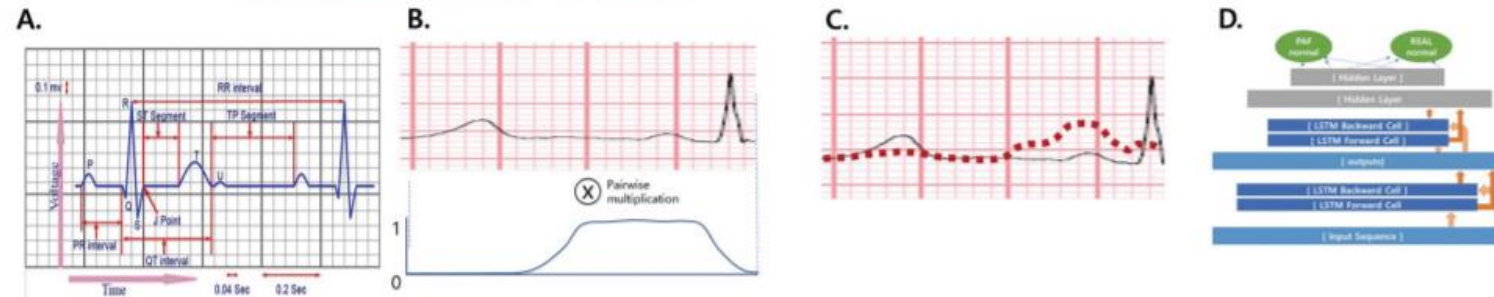 A.
0.1 mv
RR interval
R
ST Segment
TP Segment
P
T
U
Voltage
Q
S
J Point
PR interval
QT interval
Time
0.04 Sec
0.2 Sec
B.
X
Pairwise
multiplication
1
0
C.
D.
PAF
normal
REAL
normal
[ Hidden Layer ]
[ Hidden Layer
[ LSTM Backward Cell ]
[ LSTM Forward Cell ]
[ outputs]
[ LSTM Backward Cell ]
[ LSTM Forward Cell
[ Input Sequence ]